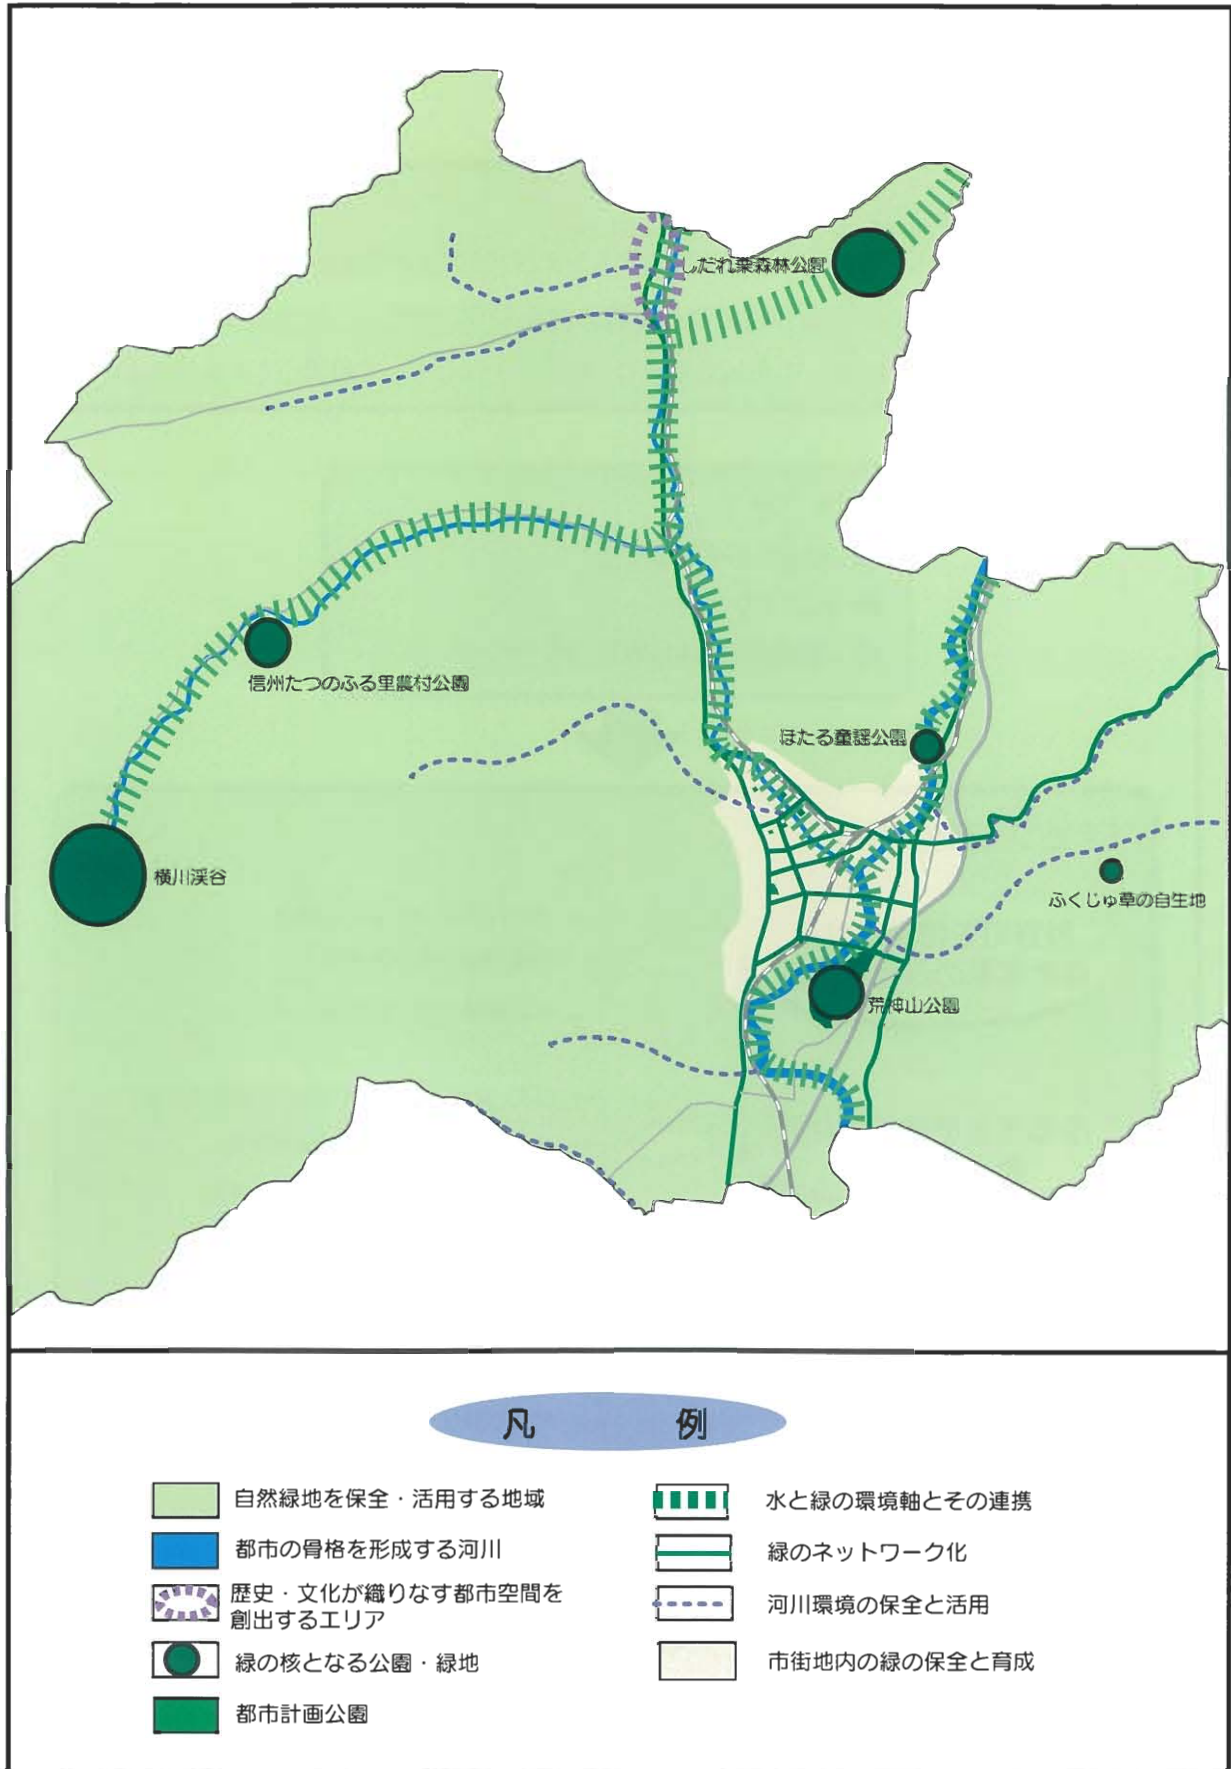 しだれ栗森林公園
信州たつのふる里農村公園
ほたる童謡公園
横川渓谷
ふくじゅ草の自生地
荒神山公園
凡例
自然緑地を保全・活用する地域
都市の骨格を形成する河川
歴史・文化が織りなす都市空間を
創出するエリア
緑の核となる公園・緑地
都市計画公園
水と緑の環境軸とその連携
緑のネットワーク化
河川環境の保全と活用
市街地内の緑の保全と育成